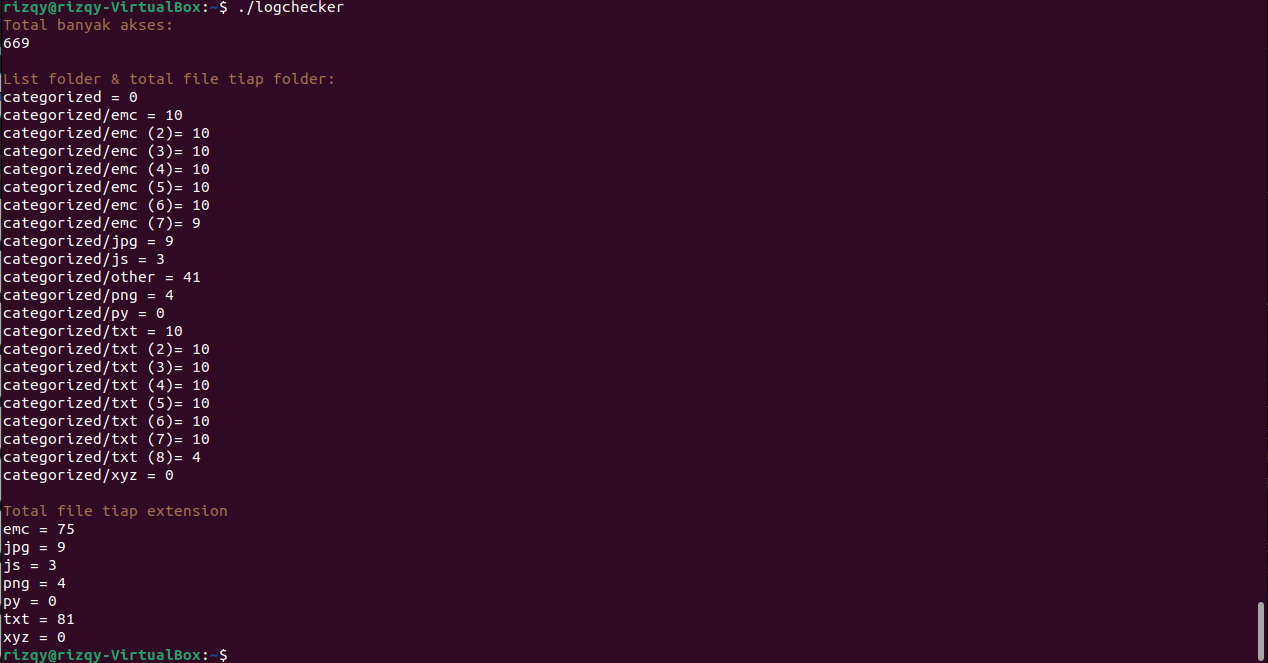 rizqy@rizqy-VirtualBox:~$ ./logchecker
Total banyak akses:
669
List folder & total file tiap folder:
categorized = 0
categorized/emc = 10
categorized/emc (2)= 10
categorized/emc (3)= 10
categorized/emc (4)= 10
categorized/emc (5)= 10
categorized/emc (6)= 10
categorized/emc (7)= 9
categorized/jpg = 9
categorized/js = 3
categorized/other = 41
categorized/png = 4
categorized/py = 0
categorized/txt = 10
categorized/txt (2)= 10
categorized/txt (3)= 10
categorized/txt (4)= 10
categorized/txt (5)= 10
categorized/txt (6)= 10
categorized/txt (7)= 10
categorized/txt (8)= 4
categorized/xyz = 0
Total file tiap extension
emc = 75
jpg = 9
js = 3
png = 4
py = 0
txt = 81
xyz = 0
rizqy@rizqy-VirtualBox:~$